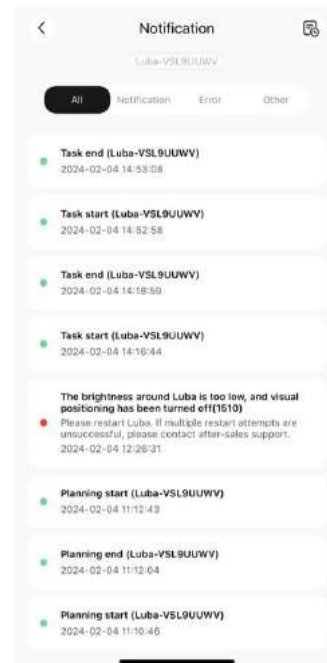 Notification
Luba-VSL9UUWV
All
Notification
Error
Other
Task end (Luba-VSL9UUWV)
2024-02-04 14:53:08
Task start (Luba-VSL9UUWV)
2024-02-04 14:52:58
Task end (Luba-VSL9UUWV)
2024-02-04 14:18:59
Task start (Luba-VSL9UUWV)
2024-02-04 14:16:44
The brightness around Luba is too low, and visual
positioning has been turned off(1510)
Please restart Luba. If multiple restart attempts are
unsuccessful, please contact after-sales support.
2024-02-04 12:26:31
Planning start (Luba-VSL9UUWV)
2024-02-04 11:12:43
Planning end (Luba-VSL9UUWV)
2024-02-04 11:12:04
Planning start (Luba-VSL9UUWV)
2024-02-04 11:10:46